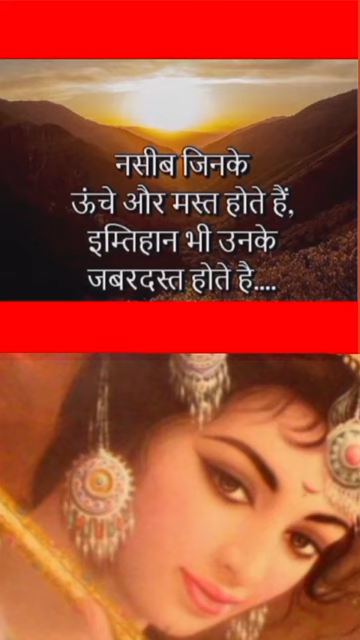 नसीब जिनके
ऊंचे और मस्त होते हैं,
इम्तिहान भी उनके
जबरदस्त होते है....